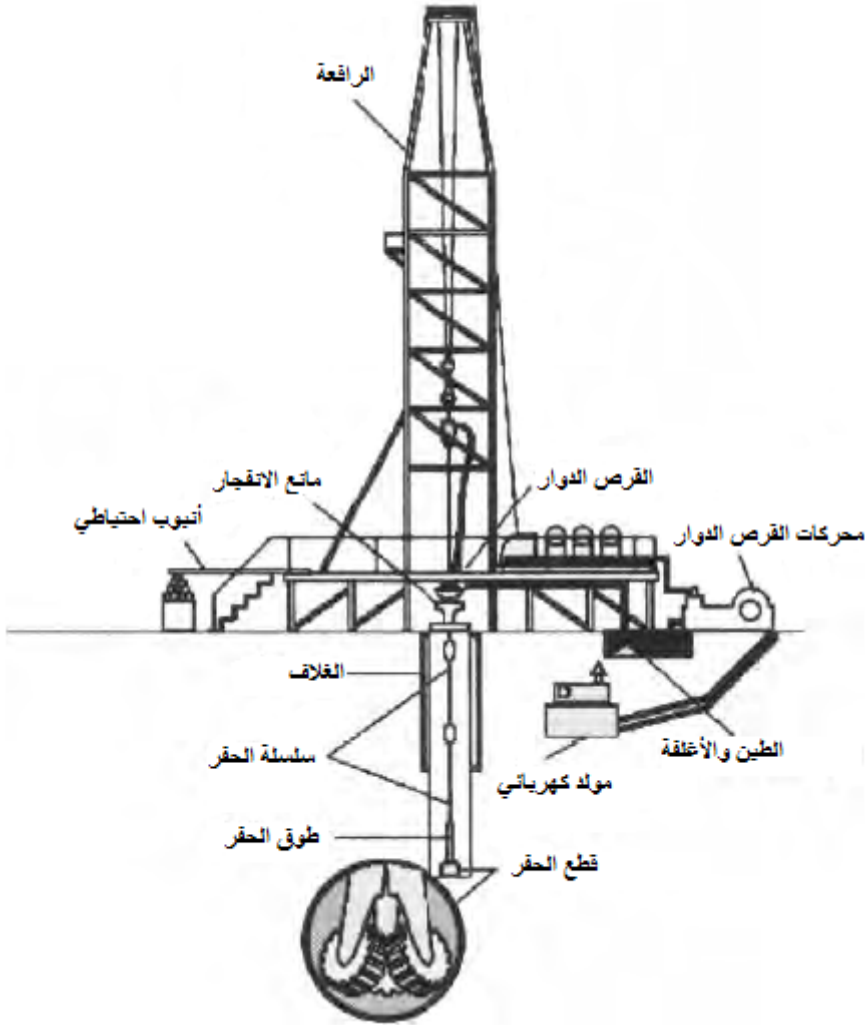 الرافعة
القرص الدوار
مانع الانفجار
محركات القرص الدوار
أنبوب احتياطي
الغلاف
الطين والأغلفة
سلسلة الحفر
مولد كهربائي
طوق الحفر
قطع الحفر